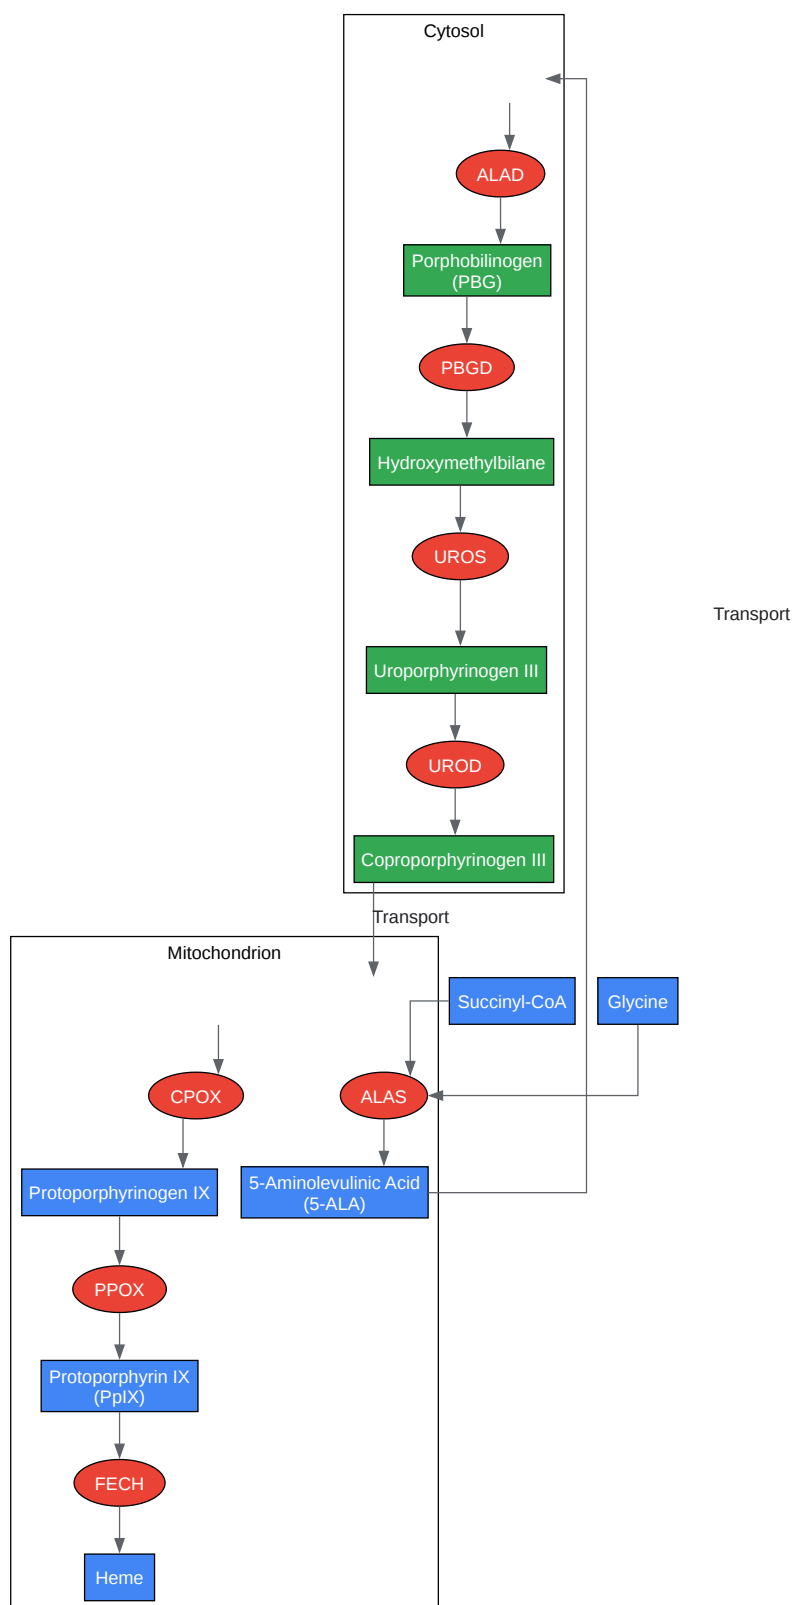 Cytosol
ALAD
Porphobilinogen
(PBG)
PBGD
Hydroxymethylbilane
UROS
Transport
Uroporphyrinogen III
UROD
Coproporphyrinogen III
Transport
Mitochondrion
Succinyl-CoA
Glycine
CPOX
ALAS
Protoporphyrinogen IX
5-Aminolevulinic Acid
(5-ALA)
PPOX
Protoporphyrin IX
(PpIX)
FECH
Heme